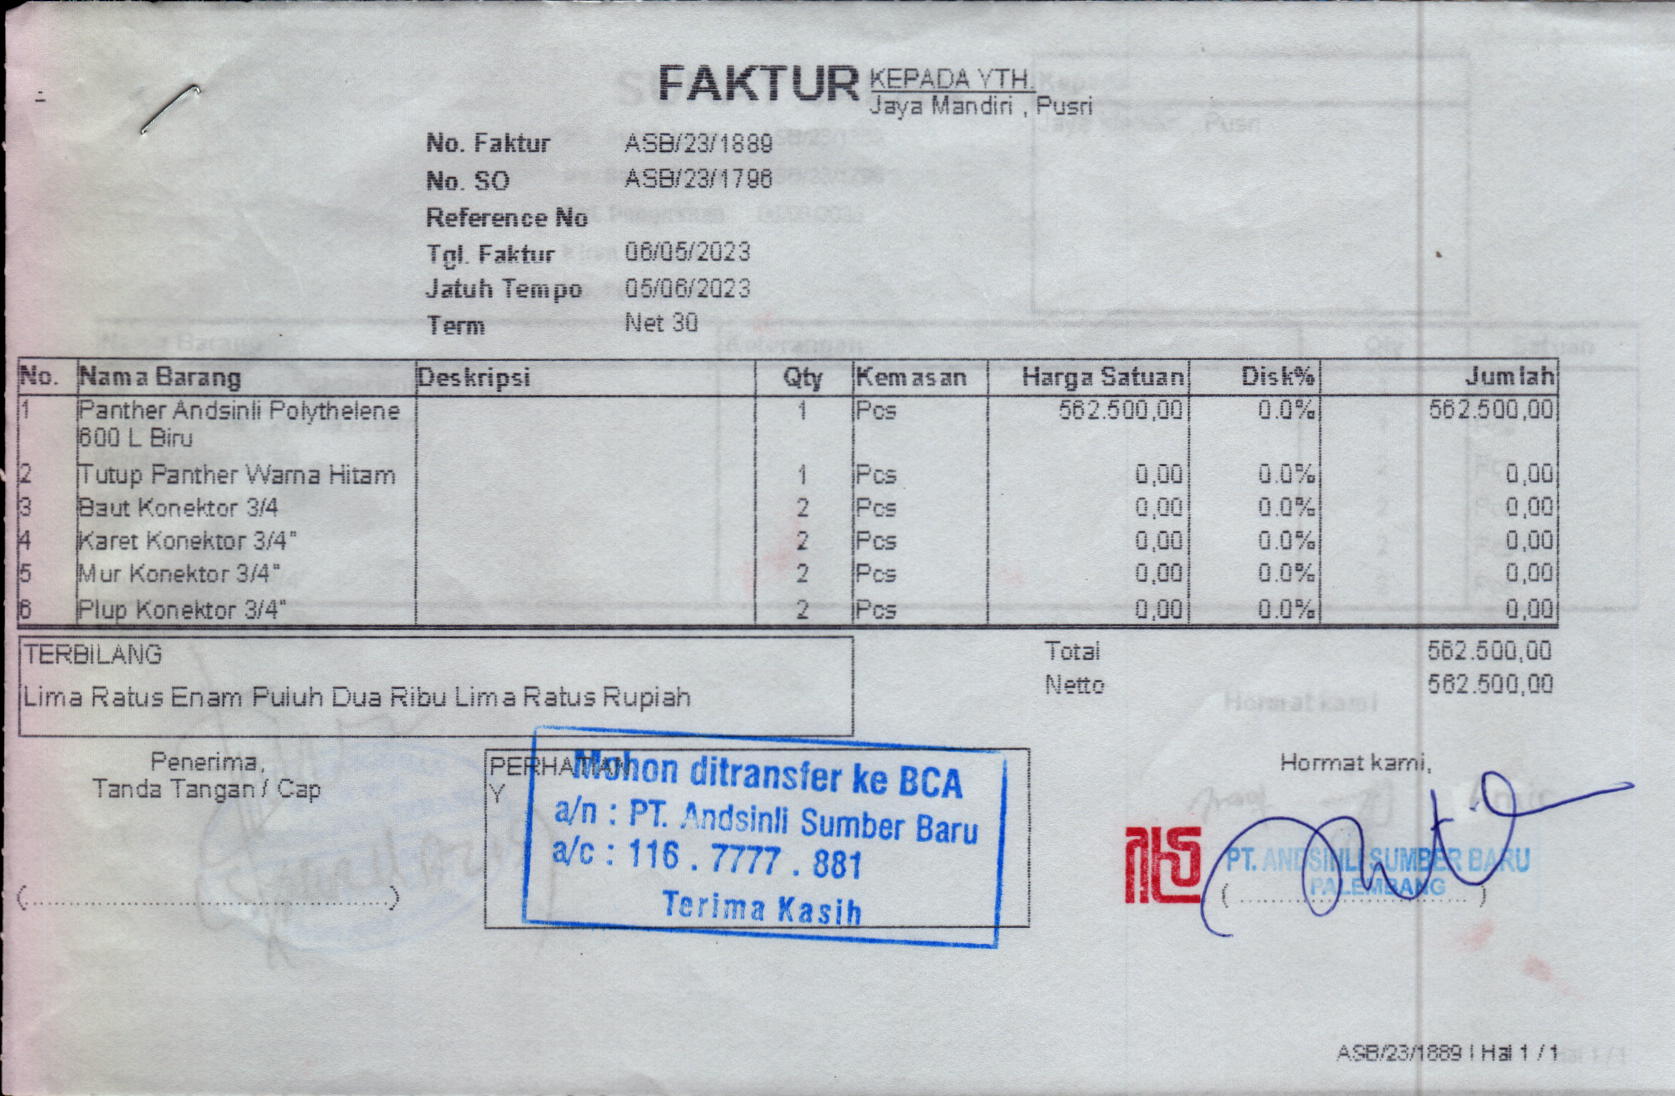 FAKTUR
KEPADA YTH.
Jaya Mandiri , Pusri
No. Faktur ASB/23/1889
No. SO ASB/23/1796
Reference No
Tgl. Faktur 06/05/2023
Jatuh Tempo 05/06/2023
Term Net 30
No. Nama Barang Deskripsi Qty Kemasan Harga Satuan Disk% Jumlah
1 Panther Andsinli Polythelene 1 Pcs 562.500,00 0.0% 562.500,00
600 L Biru
2 Tutup Panther Warna Hitam 1 Pcs 0,00 0.0% 0,00
3 Baut Konektor 3/4 2 Pcs 0,00 0.0% 0,00
4 Karet Konektor 3/4" 2 Pcs 0,00 0.0% 0,00
5 Mur Konektor 3/4" 2 Pcs 0,00 0.0% 0,00
6 Plup Konektor 3/4" 2 Pcs 0,00 0.0% 0,00
TERBILANG
Lima Ratus Enam Puluh Dua Ribu Lima Ratus Rupiah
Total 562.500,00
Netto 562.500,00
Penerima,
Tanda Tangan / Cap
(..........................................)
PERHATIAN
Y
Mohon ditransfer ke BCA
a/n : PT. Andsinli Sumber Baru
a/c : 116 . 7777 . 881
Terima Kasih
Hormat kami,
PT. ANDSINLI SUMBER BARU
PALEMBANG
(..........................)
ASB/23/1889 | Hal 1 / 1